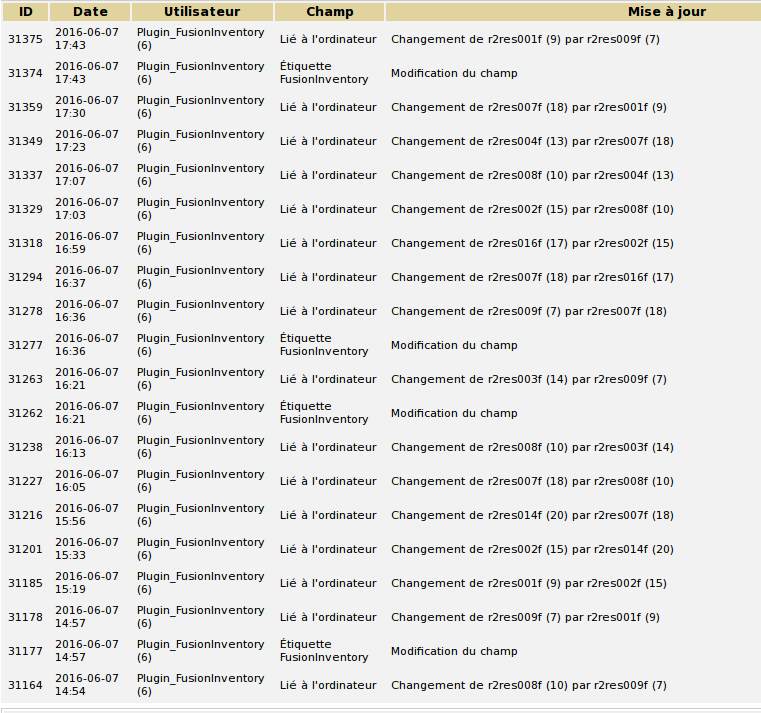 ID Date Utilisateur Champ Mise à jour
31375 2016-06-07 17:43 Plugin_FusionInventory (6) Lié à l'ordinateur Changement de r2res001f (9) par r2res009f (7)
31374 2016-06-07 17:43 Plugin_FusionInventory (6) Étiquette FusionInventory Modification du champ
31359 2016-06-07 17:30 Plugin_FusionInventory (6) Lié à l'ordinateur Changement de r2res007f (18) par r2res001f (9)
31349 2016-06-07 17:23 Plugin_FusionInventory (6) Lié à l'ordinateur Changement de r2res004f (13) par r2res007f (18)
31337 2016-06-07 17:07 Plugin_FusionInventory (6) Lié à l'ordinateur Changement de r2res008f (10) par r2res004f (13)
31329 2016-06-07 17:03 Plugin_FusionInventory (6) Lié à l'ordinateur Changement de r2res002f (15) par r2res008f (10)
31318 2016-06-07 16:59 Plugin_FusionInventory (6) Lié à l'ordinateur Changement de r2res016f (17) par r2res002f (15)
31294 2016-06-07 16:37 Plugin_FusionInventory (6) Lié à l'ordinateur Changement de r2res007f (18) par r2res016f (17)
31278 2016-06-07 16:36 Plugin_FusionInventory (6) Lié à l'ordinateur Changement de r2res009f (7) par r2res007f (18)
31277 2016-06-07 16:36 Plugin_FusionInventory (6) Étiquette FusionInventory Modification du champ
31263 2016-06-07 16:21 Plugin_FusionInventory (6) Lié à l'ordinateur Changement de r2res003f (14) par r2res009f (7)
31262 2016-06-07 16:21 Plugin_FusionInventory (6) Étiquette FusionInventory Modification du champ
31238 2016-06-07 16:13 Plugin_FusionInventory (6) Lié à l'ordinateur Changement de r2res008f (10) par r2res003f (14)
31227 2016-06-07 16:05 Plugin_FusionInventory (6) Lié à l'ordinateur Changement de r2res007f (18) par r2res008f (10)
31216 2016-06-07 15:56 Plugin_FusionInventory (6) Lié à l'ordinateur Changement de r2res014f (20) par r2res007f (18)
31201 2016-06-07 15:33 Plugin_FusionInventory (6) Lié à l'ordinateur Changement de r2res002f (15) par r2res014f (20)
31185 2016-06-07 15:19 Plugin_FusionInventory (6) Lié à l'ordinateur Changement de r2res001f (9) par r2res002f (15)
31178 2016-06-07 14:57 Plugin_FusionInventory (6) Lié à l'ordinateur Changement de r2res009f (7) par r2res001f (9)
31177 2016-06-07 14:57 Plugin_FusionInventory (6) Étiquette FusionInventory Modification du champ
31164 2016-06-07 14:54 Plugin_FusionInventory (6) Lié à l'ordinateur Changement de r2res008f (10) par r2res009f (7)